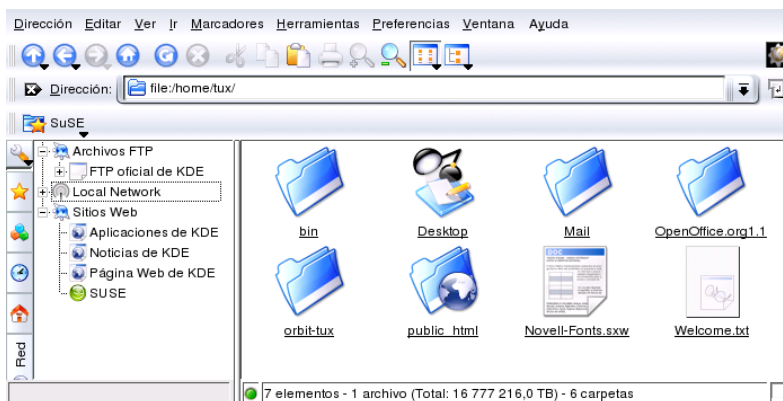 Dirección Editar Ver Ir Marcadores Herramientas Preferencias Ventana Ayuda
Dirección: file:/home/tux/
SuSE
Archivos FTP
FTP oficial de KDE
Local Network
Sitios Web
Aplicaciones de KDE
Noticias de KDE
Página Web de KDE
SUSE
Red
bin Desktop Mail OpenOffice.org1.1
DOC
orbit-tux public_html Novell-Fonts.sxw Welcome.txt
7 elementos - 1 archivo (Total: 16 777 216,0 TB) - 6 carpetas